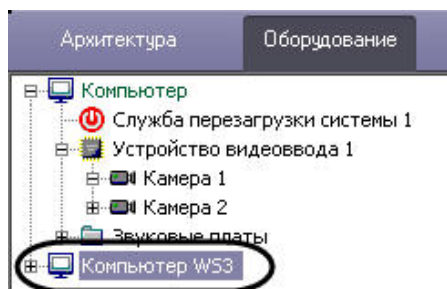 Архитектура Оборудование
Компьютер
Служба перезагрузки системы 1
Устройство видеоввода 1
Камера 1
Камера 2
Звуковые платы
Компьютер WS3